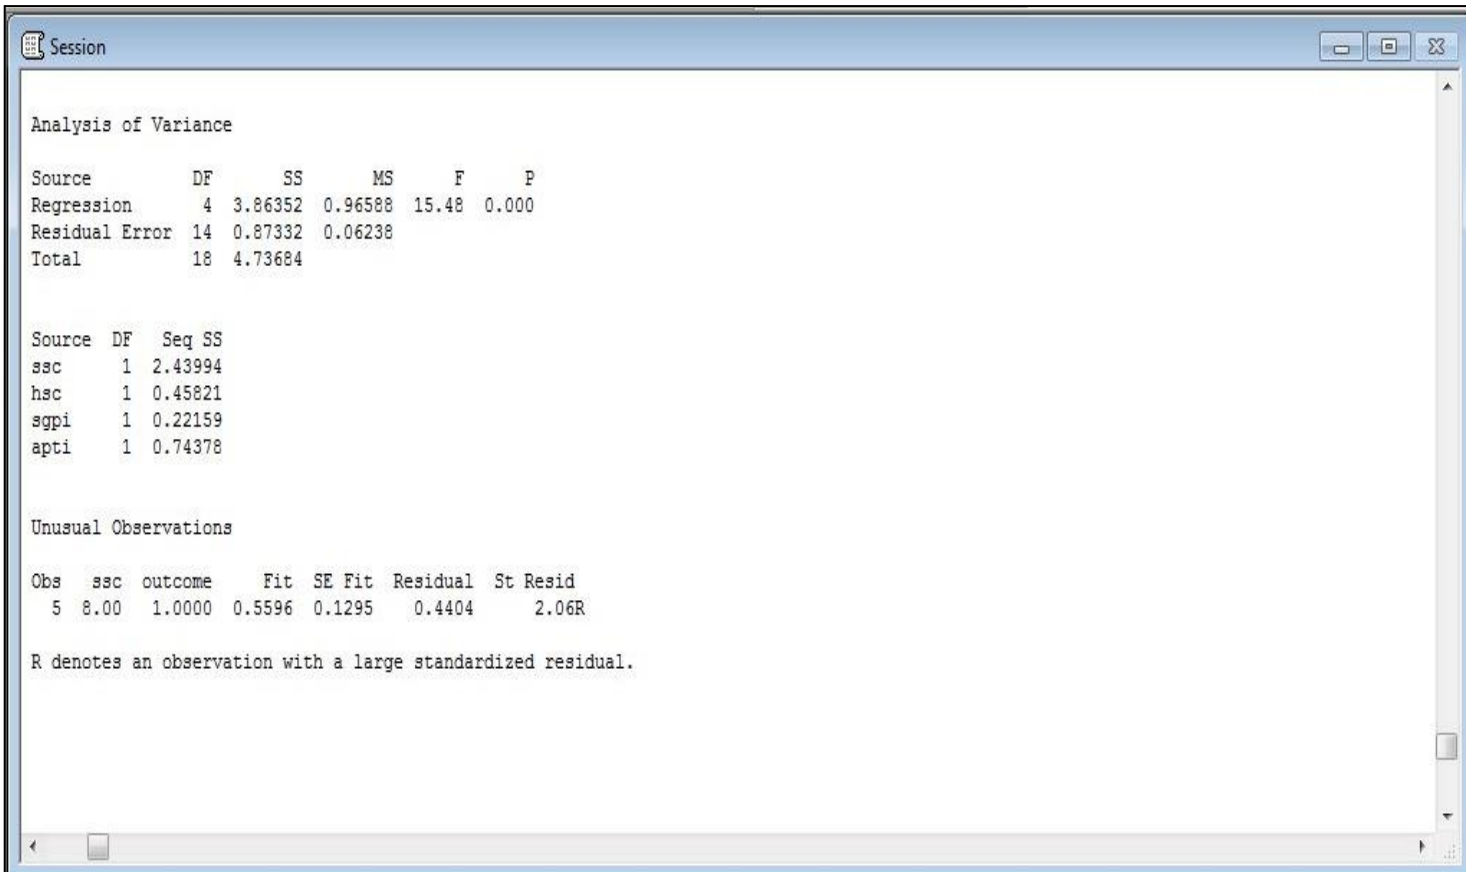 Session
Analysis of Variance
Source DF SS MS F P
Regression 4 3.86352 0.96588 15.48 0.000
Residual Error 14 0.87332 0.06238
Total 18 4.73684
Source DF Seq SS
ssc 1 2.43994
hsc 1 0.45821
sgpi 1 0.22159
apti 1 0.74378
Unusual Observations
Obs ssc outcome Fit SE Fit Residual St Resid
5 8.00 1.0000 0.5596 0.1295 0.4404 2.06R
R denotes an observation with a large standardized residual.